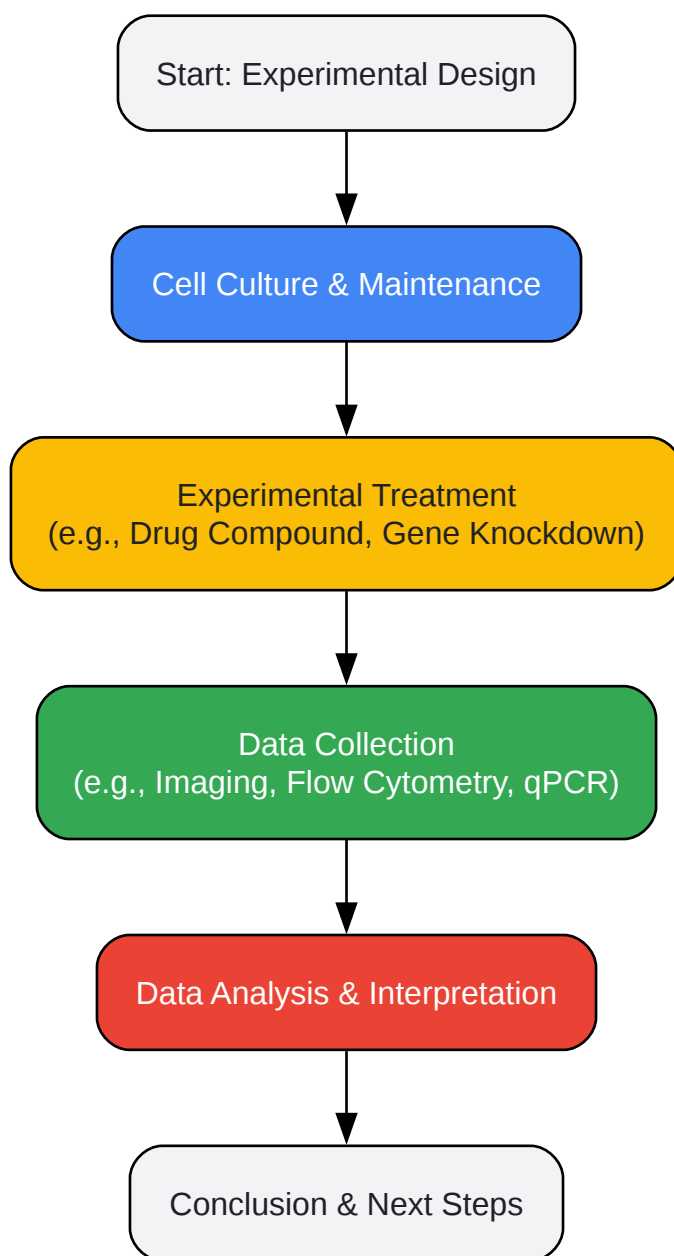 Start: Experimental Design
Cell Culture & Maintenance
Experimental Treatment
(e.g., Drug Compound, Gene Knockdown)
Data Collection
(e.g., Imaging, Flow Cytometry, qPCR)
Data Analysis & Interpretation
Conclusion & Next Steps